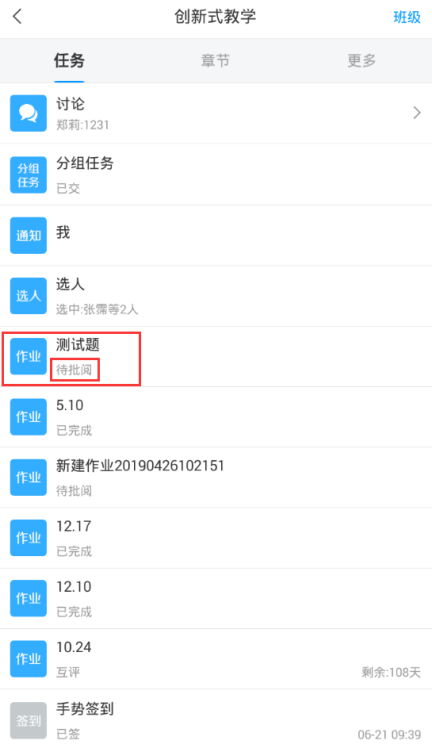 创新式教学
班级
任务
章节
更多
讨论
郑莉:1231
分组
任务
分组任务
已交
通知
我
选人
选人
选中:张霈等2人
作业
测试题
待批阅
作业
5.10
已完成
作业
新建作业20190426102151
待批阅
作业
12.17
已完成
作业
12.10
已完成
作业
10.24
互评
剩余:108天
签到
手势签到
已签
06-21 09:39